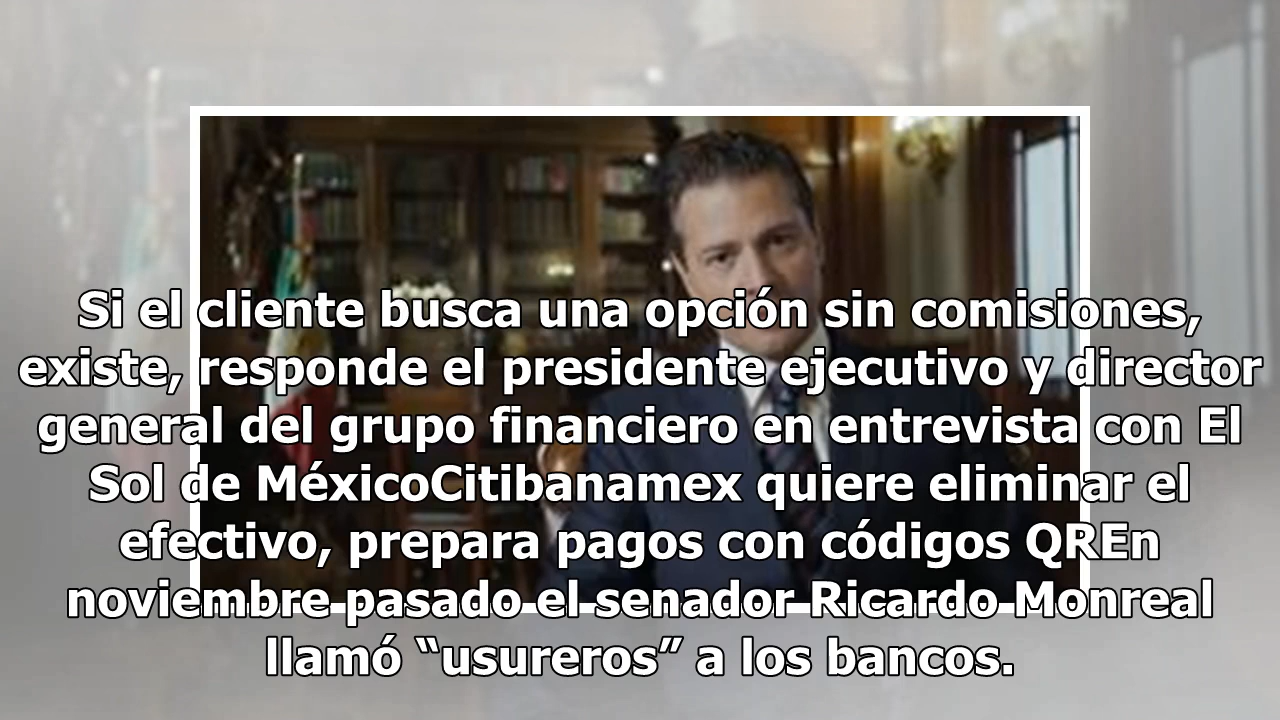 Si el cliente busca una opción sin comisiones,
existe, responde el presidente ejecutivo y director
general del grupo financiero en entrevista con El
Sol de MéxicoCitibanamex quiere eliminar el
efectivo, prepara pagos con códigos QREn
noviembre pasado el senador Ricardo Monreal
llamó “usureros” a los bancos.